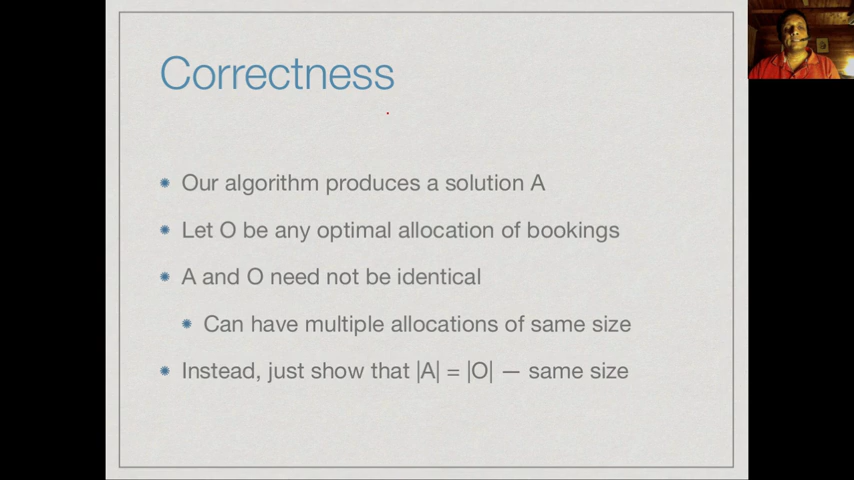 Correctness
Our algorithm produces a solution A
Let O be any optimal allocation of bookings
A and O need not be identical
Can have multiple allocations of same size
Instead, just show that |A| = |O| — same size